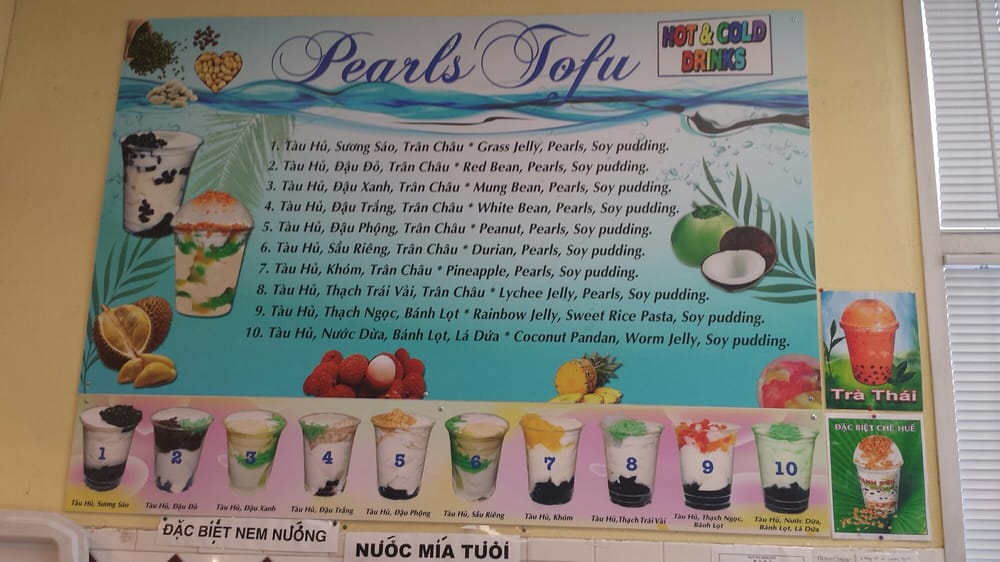 Pearls Tofu
HOT & COLD
DRINKS
1. Tàu Hủ, Sương Sáo, Trân Châu * Grass Jelly, Pearls, Soy pudding.
2. Tàu Hủ, Đậu Đỏ, Trân Châu * Red Bean, Pearls, Soy pudding.
3. Tàu Hủ, Đậu Xanh, Trân Châu * Mung Bean, Pearls, Soy pudding.
4. Tàu Hủ, Đậu Trắng, Trân Châu * White Bean, Pearls, Soy pudding.
5. Tàu Hủ, Đậu Phộng, Trân Châu * Peanut, Pearls, Soy pudding.
6. Tàu Hủ, Sầu Riêng, Trân Châu * Durian, Pearls, Soy pudding.
7. Tàu Hủ, Khóm, Trân Châu * Pineapple, Pearls, Soy pudding.
8. Tàu Hủ, Thạch Trái Vải, Trân Châu * Lychee Jelly, Pearls, Soy pudding.
9. Tàu Hủ, Thạch Ngọc, Bánh Lọt * Rainbow Jelly, Sweet Rice Pasta, Soy pudding.
10. Tàu Hủ, Nước Dừa, Bánh Lọt, Lá Dứa * Coconut Pandan, Worm Jelly, Soy pudding.
Trà Thái
1 2 3 4 5 6 7 8 9 10
Tàu Hủ, Sương Sáo
Tàu Hủ, Đậu Đỏ
Tàu Hủ, Đậu Xanh
Tàu Hủ, Đậu Trắng
Tàu Hủ, Đậu Phộng
Tàu Hủ, Sầu Riêng
Tàu Hủ, Khóm
Tàu Hủ,Thạch Trái Vải
Tàu Hủ, Thạch Ngọc,
Bánh Lọt
Tàu Hủ, Nước Dừa,
Bánh Lọt, Lá Dứa
ĐẶC BIỆT CHÈ HUẾ
ĐẶC BIỆT NEM NƯỚNG
NƯỚC MÍA TƯƠI